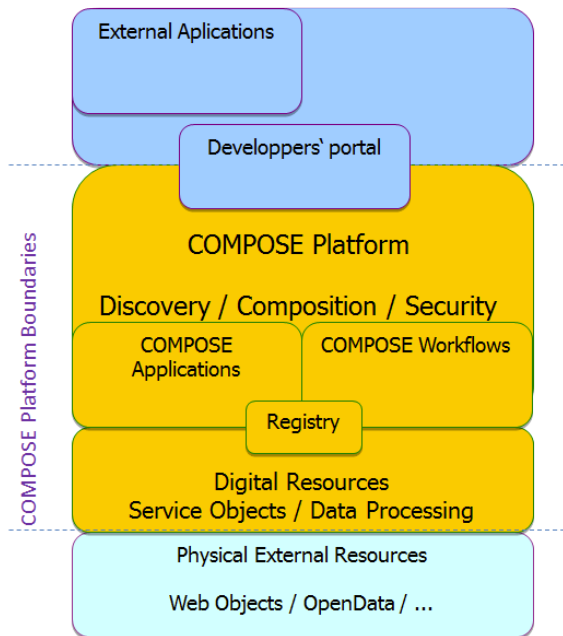 External Aplications
Developpers' portal
COMPOSE Platform Boundaries
COMPOSE Platform
Discovery / Composition / Security
COMPOSE
Applications
COMPOSE Workflows
Registry
Digital Resources
Service Objects / Data Processing
Physical External Resources
Web Objects / OpenData / ...